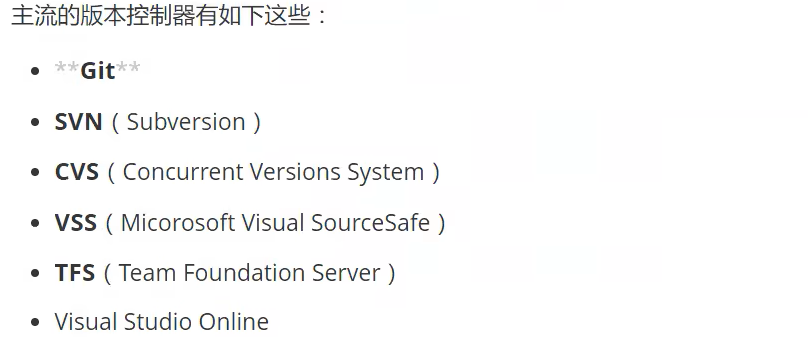 主流的版本控制器有如下这些：
• **Git**
• SVN（Subversion）
• CVS（Concurrent Versions System）
• VSS（Micorosoft Visual SourceSafe）
• TFS（Team Foundation Server）
• Visual Studio Online